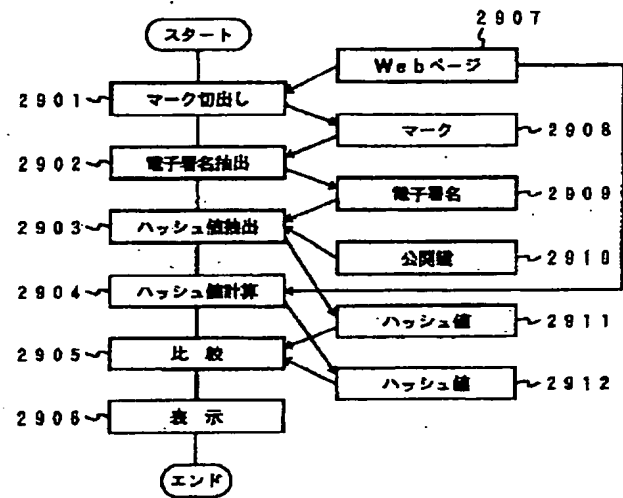 2907
スタート
Webページ
2901 マーク切出し
マーク 2908
2902 電子署名抽出
電子署名 2909
2903 ハッシュ値抽出
公開鍵 2910
2904 ハッシュ値計算
ハッシュ値 2911
2905 比較
ハッシュ値 2912
2906 表示
エンド